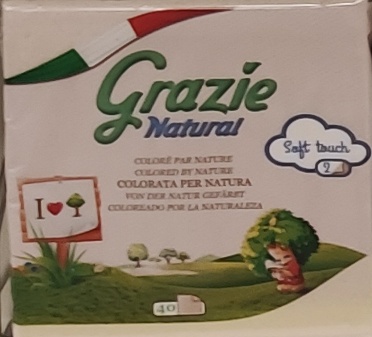 Grazie
Natural
Soft touch
2
COLORÉ PAR NATURE
COLORED BY NATURE
COLORATA PER NATURA
VON DER NATUR GEFÄRBT
COLOREADO POR LA NATURALEZA
I
40